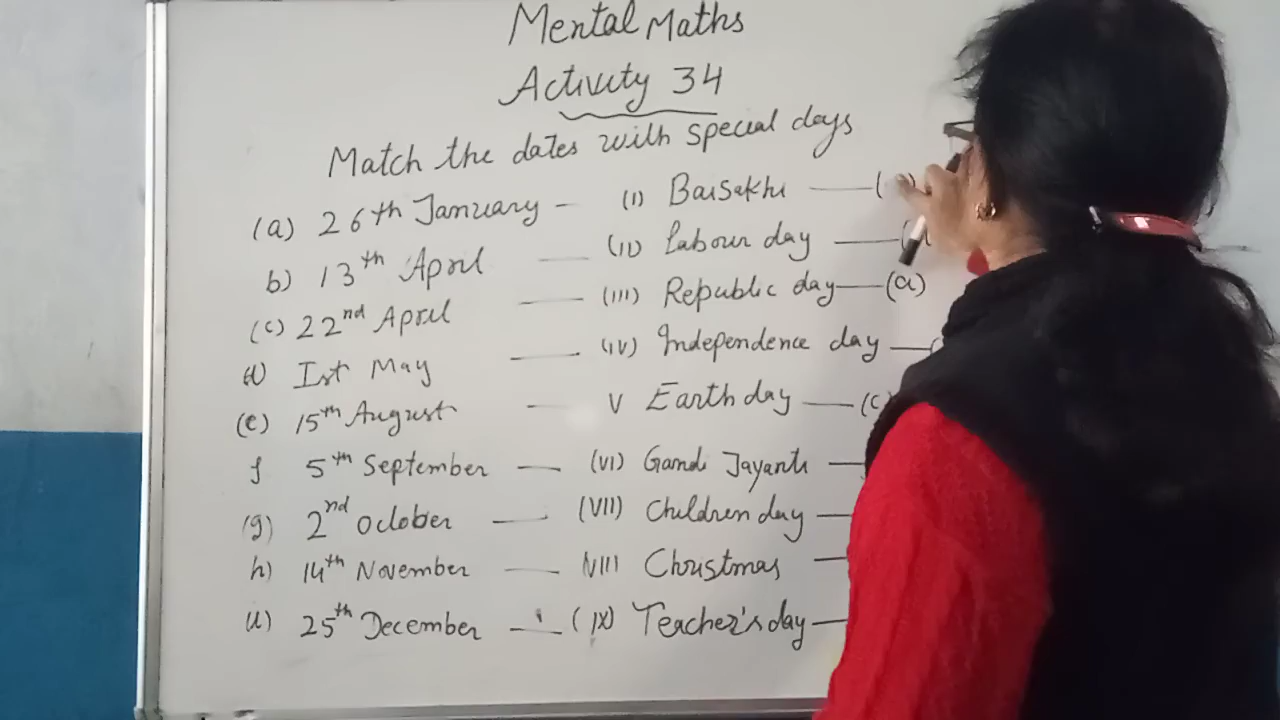 Mental Maths
Activity 34
Match the dates with special days
(a) 26th January - (I) Baisakhi — (
b) 13th April — (II) Labour day — (
(c) 22nd April — (III) Republic day — (a)
d) Ist May — (IV) Independence day — (
(e) 15th August — V Earth day — (c)
f 5th September — (VI) Gandi Jayanti —
(g) 2nd October — (VII) Children day —
h) 14th November — VIII Christmas —
25th December — (IX) Teacher's day —